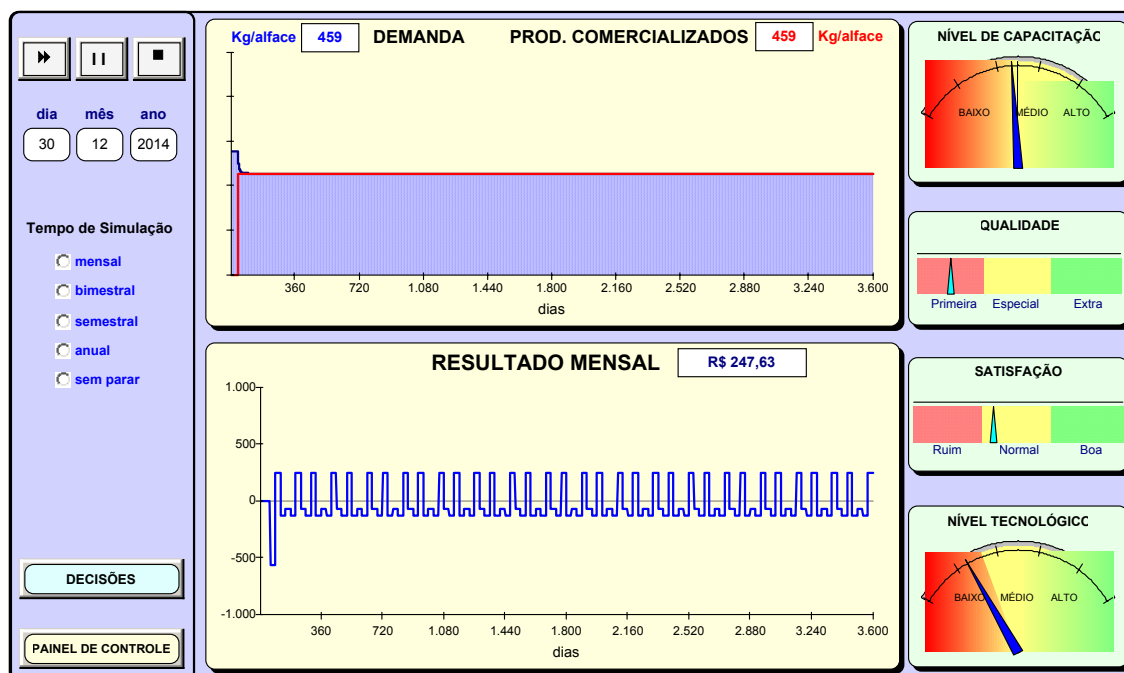 dia mês ano
30 12 2014
Tempo de Simulação
mensal
bimestral
semestral
anual
sem parar
DECISÕES
PAINEL DE CONTROLE
Kg/alface 459 DEMANDA PROD. COMERCIALIZADOS 459 Kg/alface
360 720 1.080 1.440 1.800 2.160 2.520 2.880 3.240 3.600
dias
RESULTADO MENSAL R$ 247,63
1.000
500
0
-500
-1.000
360 720 1.080 1.440 1.800 2.160 2.520 2.880 3.240 3.600
dias
NÍVEL DE CAPACITAÇÃO
BAIXO MÉDIO ALTO
QUALIDADE
Primeira Especial Extra
SATISFAÇÃO
Ruim Normal Boa
NÍVEL TECNOLÓGICO
BAIXO MÉDIO ALTO